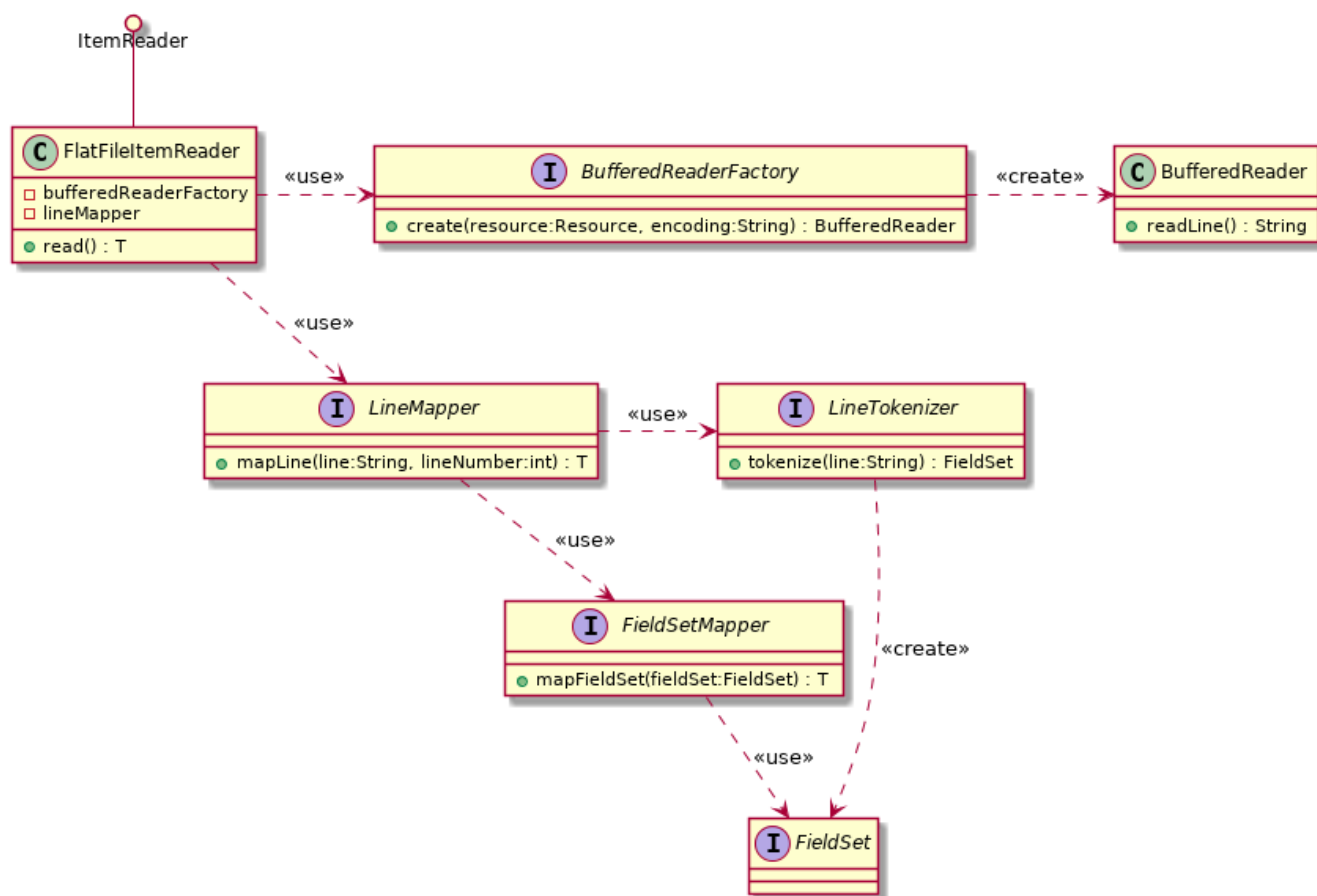 ItemReader
C FlatFileItemReader
bufferedReaderFactory
lineMapper
read() : T
«use»
I BufferedReaderFactory
create(resource:Resource, encoding:String) : BufferedReader
«create»
C BufferedReader
readLine() : String
«use»
I LineMapper
mapLine(line:String, lineNumber:int) : T
«use»
I LineTokenizer
tokenize(line:String) : FieldSet
«use»
I FieldSetMapper
mapFieldSet(fieldSet:FieldSet) : T
«create»
«use»
I FieldSet